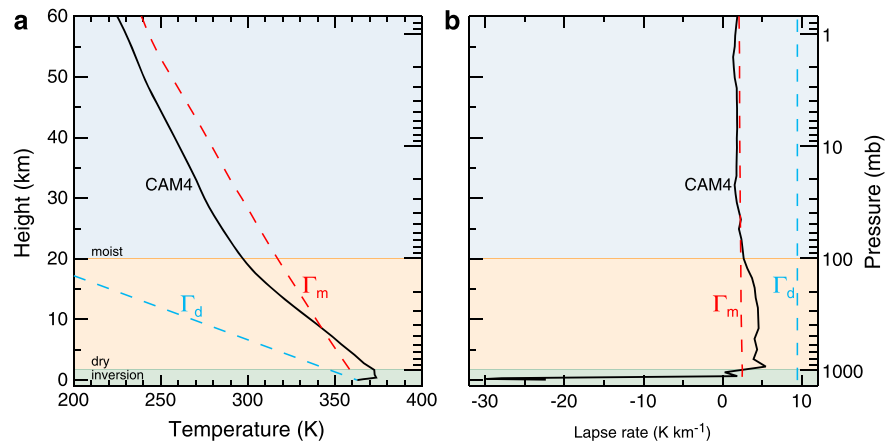 a
b
60
50
40
30
20
10
0
Height (km)
CAM4
Γm
Γd
moist
dry
inversion
200
250
300
350
400
Temperature (K)
CAM4
Γm
Γd
1
10
100
1000
Pressure (mb)
-30
-20
-10
0
10
Lapse rate (K km-1)